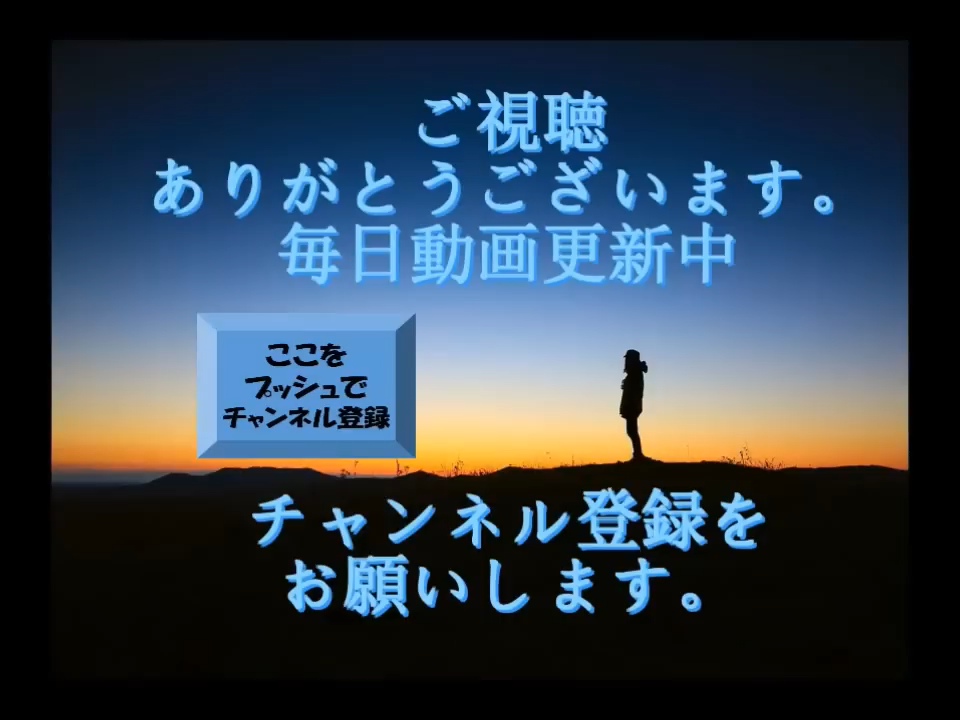 ご視聴
ありがとうございます。
毎日動画更新中
ここを
プッシュで
チャンネル登録
チャンネル登録を
お願いします。